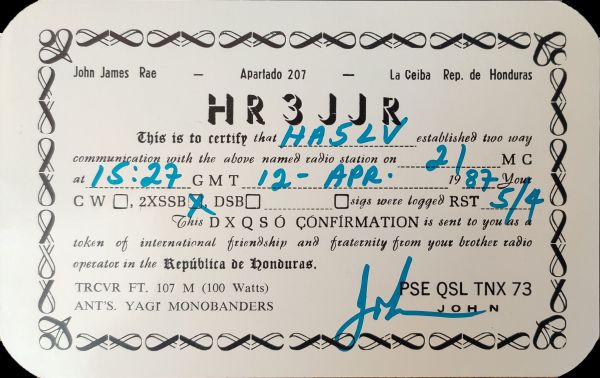 John James Rae — Apartado 207 — La Ceiba Rep. de Honduras
HR3JJR
This is to certify that HA5LV established two way
communication with the above named radio station on 21 MC
at 15:27 GMT 12-APR. 1987 Your
CW □, 2XSSB X, DSB □ □ sigs were logged RST 5/4
This DXQSO CONFIRMATION is sent to you as a
token of international friendship and fraternity from your brother radio
operator in the República de Honduras.
TRCVR FT. 107 M (100 Watts) PSE QSL TNX 73
ANT'S. YAGI MONOBANDERS John JOHN